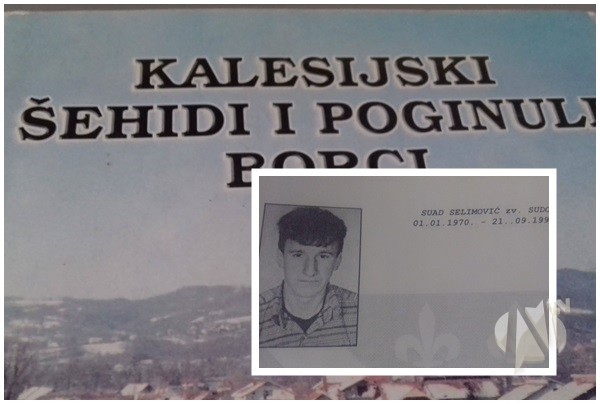 KALESIJSKI
ŠEHIDI I POGINULI
BORCI
SUAD SELIMOVIĆ zv. SUDO
01.01.1970. – 21..09.199